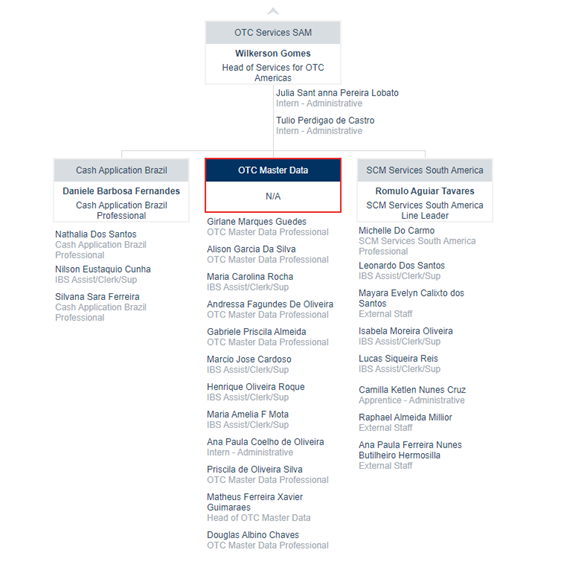 OTC Services SAM
Wilkerson Gomes
Head of Services for OTC
Americas
Julia Sant anna Pereira Lobato
Intern - Administrative
Tulio Perdigao de Castro
Intern - Administrative
Cash Application Brazil
Daniele Barbosa Fernandes
Cash Application Brazil
Professional
Nathalia Dos Santos
Cash Application Brazil
Professional
Nilson Eustaquio Cunha
IBS Assist/Clerk/Sup
Silvana Sara Ferreira
Cash Application Brazil
Professional
OTC Master Data
N/A
Girlane Marques Guedes
OTC Master Data Professional
Alison Garcia Da Silva
OTC Master Data Professional
Maria Carolina Rocha
IBS Assist/Clerk/Sup
Andressa Fagundes De Oliveira
OTC Master Data Professional
Gabriele Priscila Almeida
OTC Master Data Professional
Marcio Jose Cardoso
IBS Assist/Clerk/Sup
Henrique Oliveira Roque
IBS Assist/Clerk/Sup
Maria Amelia F Mota
IBS Assist/Clerk/Sup
Ana Paula Coelho de Oliveira
Intern - Administrative
Priscila de Oliveira Silva
OTC Master Data Professional
Matheus Ferreira Xavier
Guimaraes
Head of OTC Master Data
Douglas Albino Chaves
OTC Master Data Professional
SCM Services South America
Romulo Aguiar Tavares
SCM Services South America
Line Leader
Michelle Do Carmo
SCM Services South America
Professional
Leonardo Dos Santos
IBS Assist/Clerk/Sup
Mayara Evelyn Calixto dos
Santos
External Staff
Isabela Moreira Oliveira
IBS Assist/Clerk/Sup
Lucas Siqueira Reis
IBS Assist/Clerk/Sup
Camilla Ketlen Nunes Cruz
Apprentice - Administrative
Raphael Almeida Millior
External Staff
Ana Paula Ferreira Nunes
Butilheiro Hermosilla
External Staff